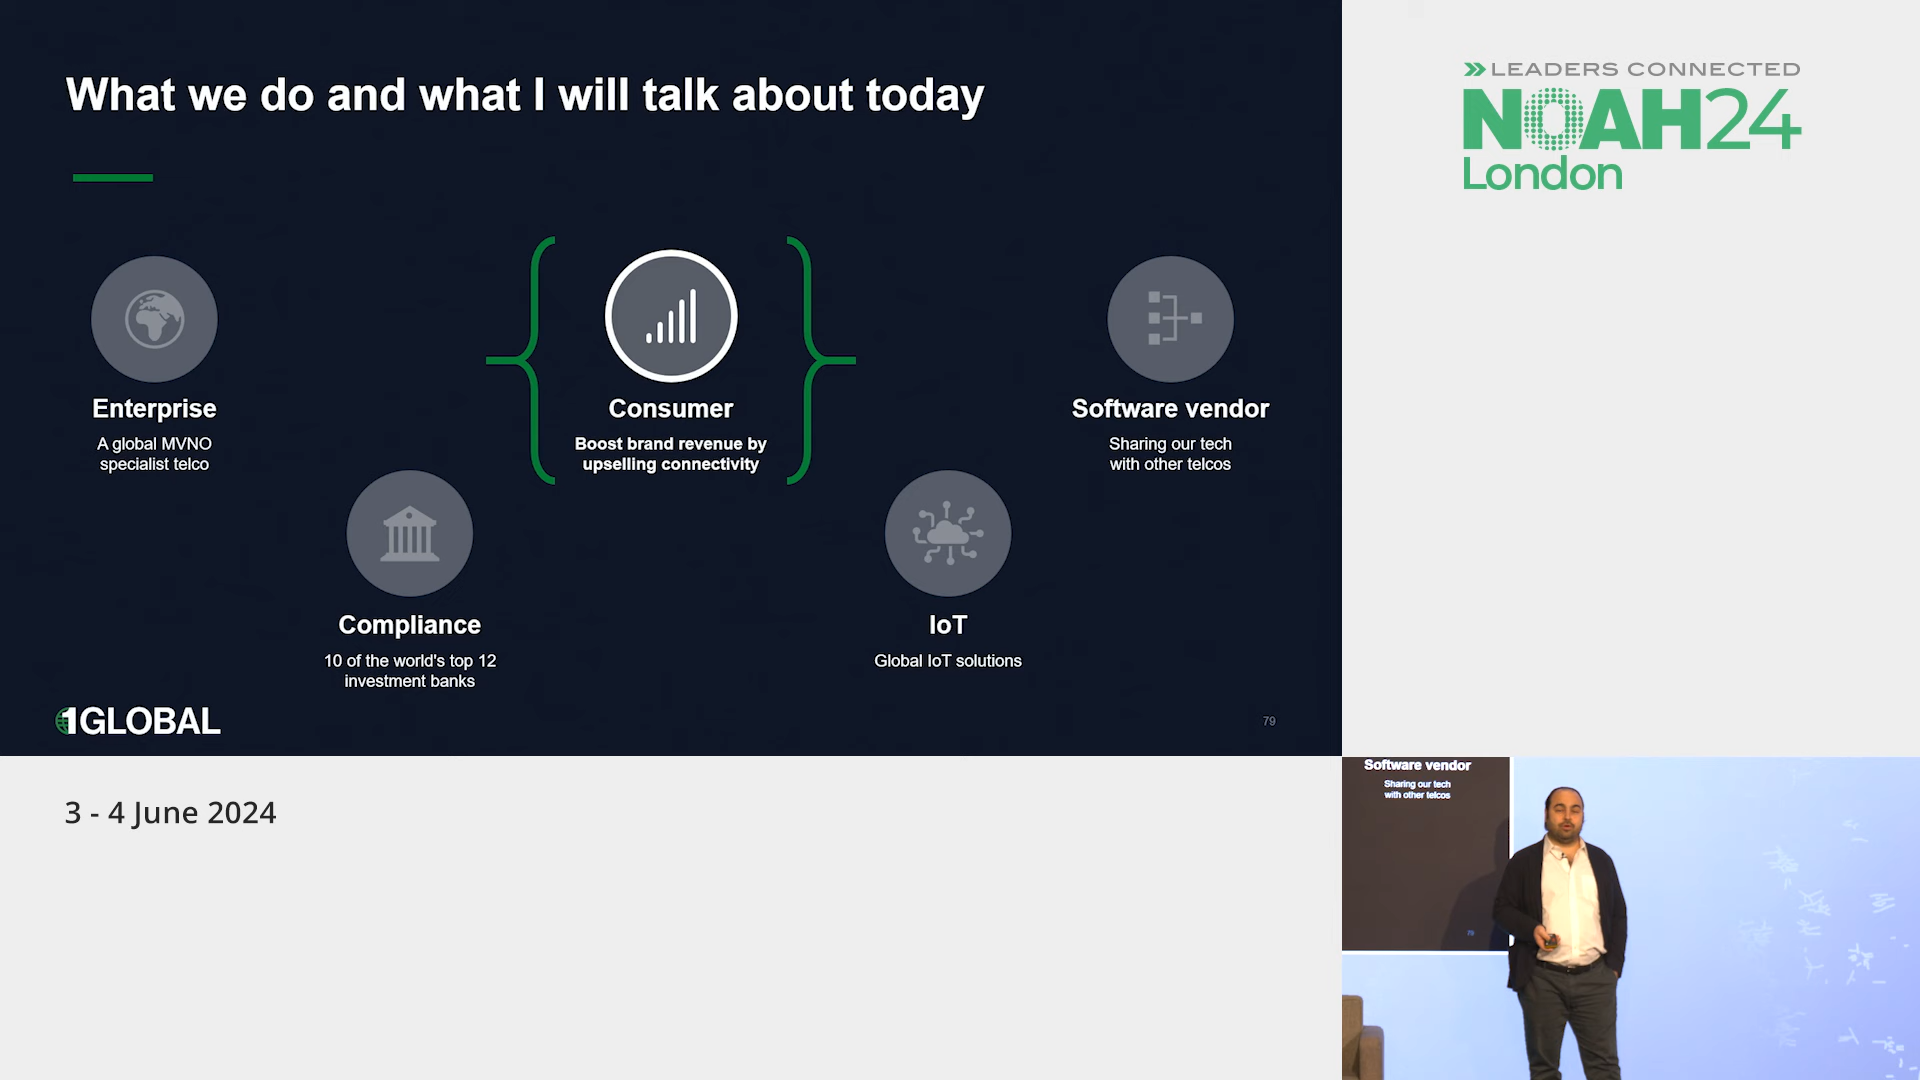 What we do and what I will talk about today
Enterprise
A global MVNO
specialist telco
Consumer
Boost brand revenue by
upselling connectivity
Software vendor
Sharing our tech
with other telcos
Compliance
10 of the world's top 12
investment banks
IoT
Global IoT solutions
1GLOBAL
79
LEADERS CONNECTED
NOAH24
London
3 - 4 June 2024
Software vendor
Sharing our tech
with other telcos